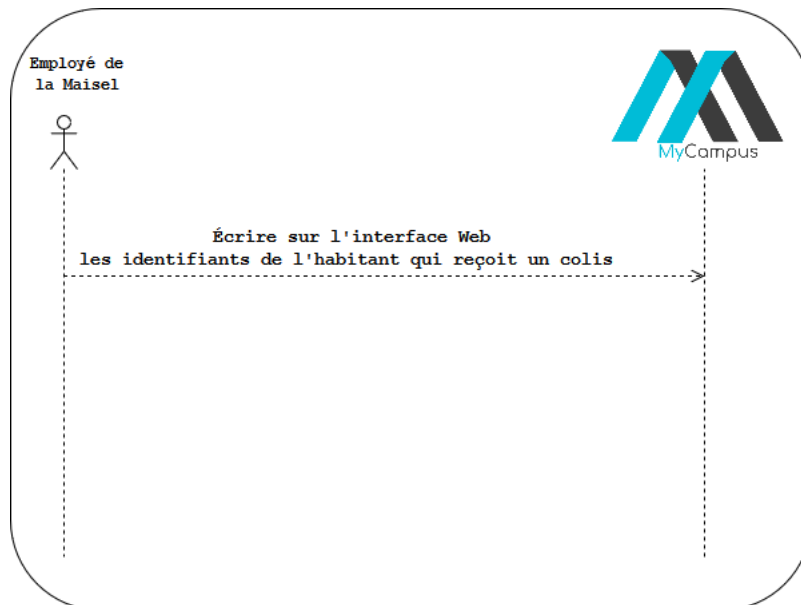 Employé de
la Maisel
MyCampus
Écrire sur l'interface Web
les identifiants de l'habitant qui reçoit un colis